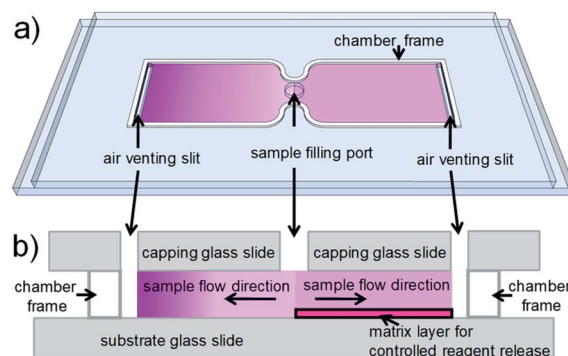 a)
chamber frame
air venting slit
sample filling port
air venting slit
b)
capping glass slide
capping glass slide
chamber
frame
sample flow direction
sample flow direction
chamber
frame
substrate glass slide
matrix layer for
controlled reagent release